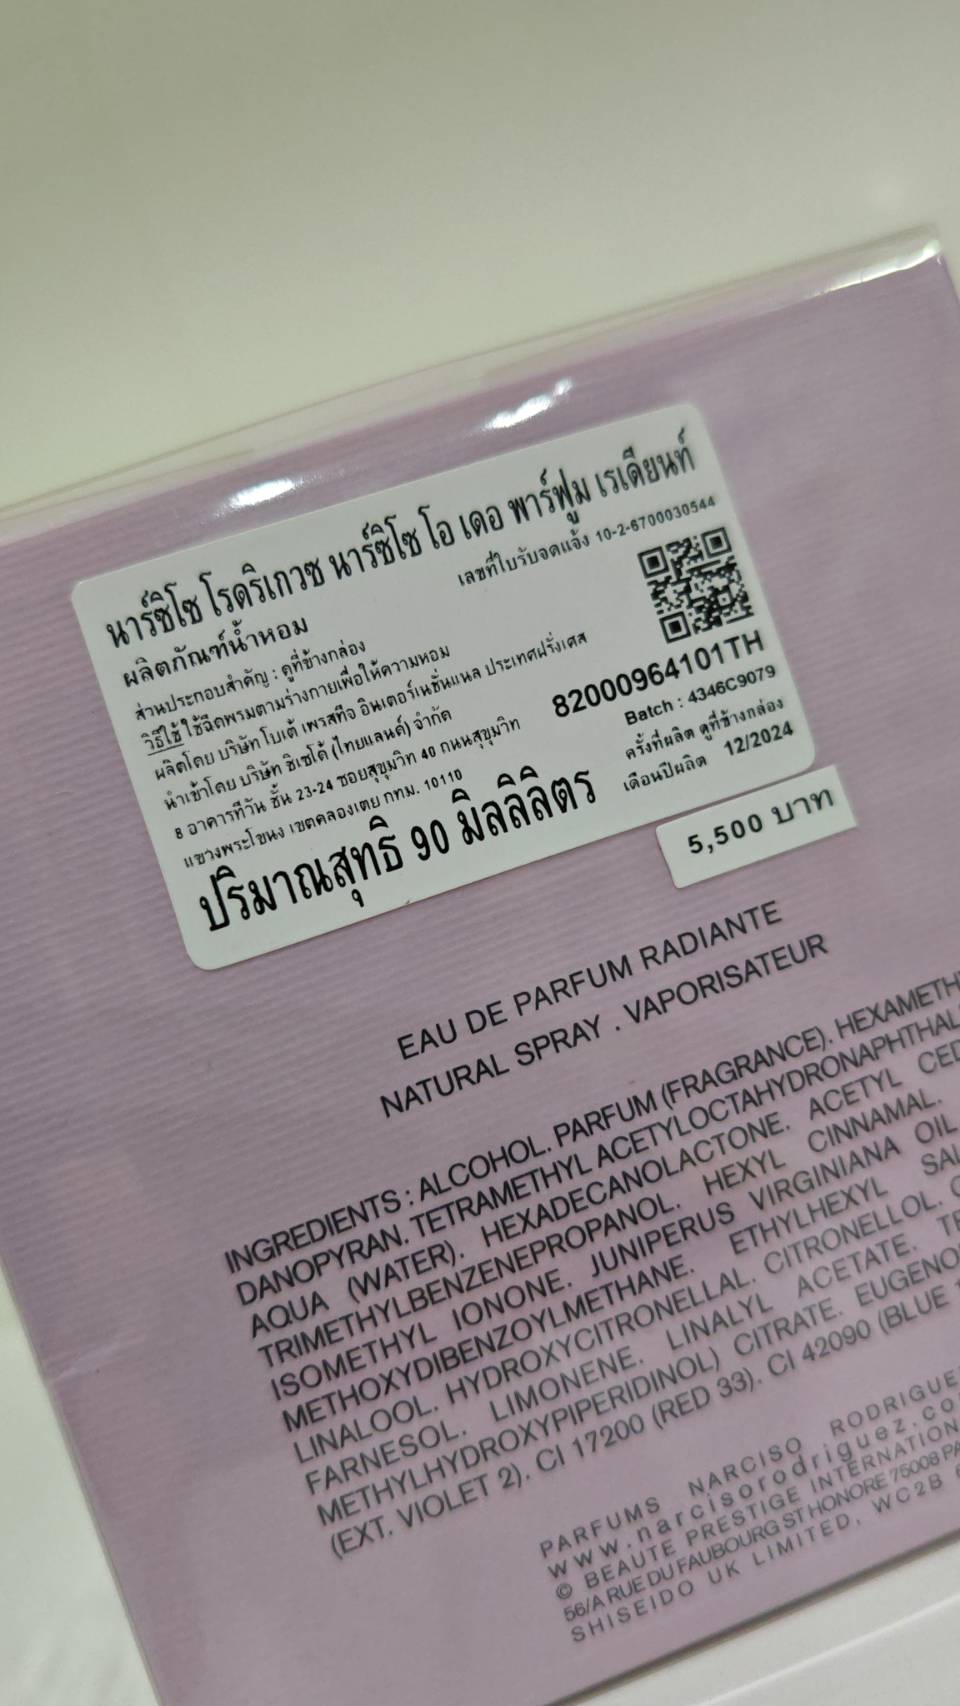 นาร์ซิโซ โรดริเกวซ นาร์ซิโซ โอ เดอ พาร์ฟูม เรเดียนท์
ผลิตภัณฑ์น้ำหอม
เลขที่ใบรับจดแจ้ง 10-2-6700030544
ส่วนประกอบสำคัญ : ดูที่ข้างกล่อง
วิธีใช้ ใช้ฉีดพรมตามร่างกายเพื่อให้ความหอม
ผลิตโดย บริษัท โบเต้ เพรสทีจ อินเตอร์เนชั่นแนล ประเทศฝรั่งเศส
นำเข้าโดย บริษัท ชิเซโด้ (ไทยแลนด์) จำกัด
8 อาคารทีวัน ชั้น 23-24 ซอยสุขุมวิท 40 ถนนสุขุมวิท
แขวงพระโขนง เขตคลองเตย กทม. 10110
ปริมาณสุทธิ 90 มิลลิลิตร
82000964101TH
Batch : 4346C9079
ครั้งที่ผลิต ดูที่ข้างกล่อง
เดือนปีผลิต 12/2024
5,500 บาท
EAU DE PARFUM RADIANTE
NATURAL SPRAY . VAPORISATEUR
INGREDIENTS : ALCOHOL. PARFUM (FRAGRANCE). HEXAMETH
DANOPYRAN. TETRAMETHYL ACETYLOCTAHYDRONAPHTHAL
AQUA (WATER). HEXADECANOLACTONE. ACETYL CED
TRIMETHYLBENZENEPROPANOL. HEXYL CINNAMAL.
ISOMETHYL IONONE. JUNIPERUS VIRGINIANA OIL
METHOXYDIBENZOYLMETHANE. ETHYLHEXYL SAL
LINALOOL. HYDROXYCITRONELLAL. CITRONELLOL.
FARNESOL. LIMONENE. LINALYL ACETATE. TE
METHYLHYDROXYPIPERIDINOL) CITRATE. EUGENO
(EXT. VIOLET 2). CI 17200 (RED 33). CI 42090 (BLUE 1
PARFUMS NARCISO RODRIGUE
www.narcisorodriguez.co
© BEAUTE PRESTIGE INTERNATION
56/A RUE DU FAUBOURG ST HONORE 75008 PA
SHISEIDO UK LIMITED, WC2B 6